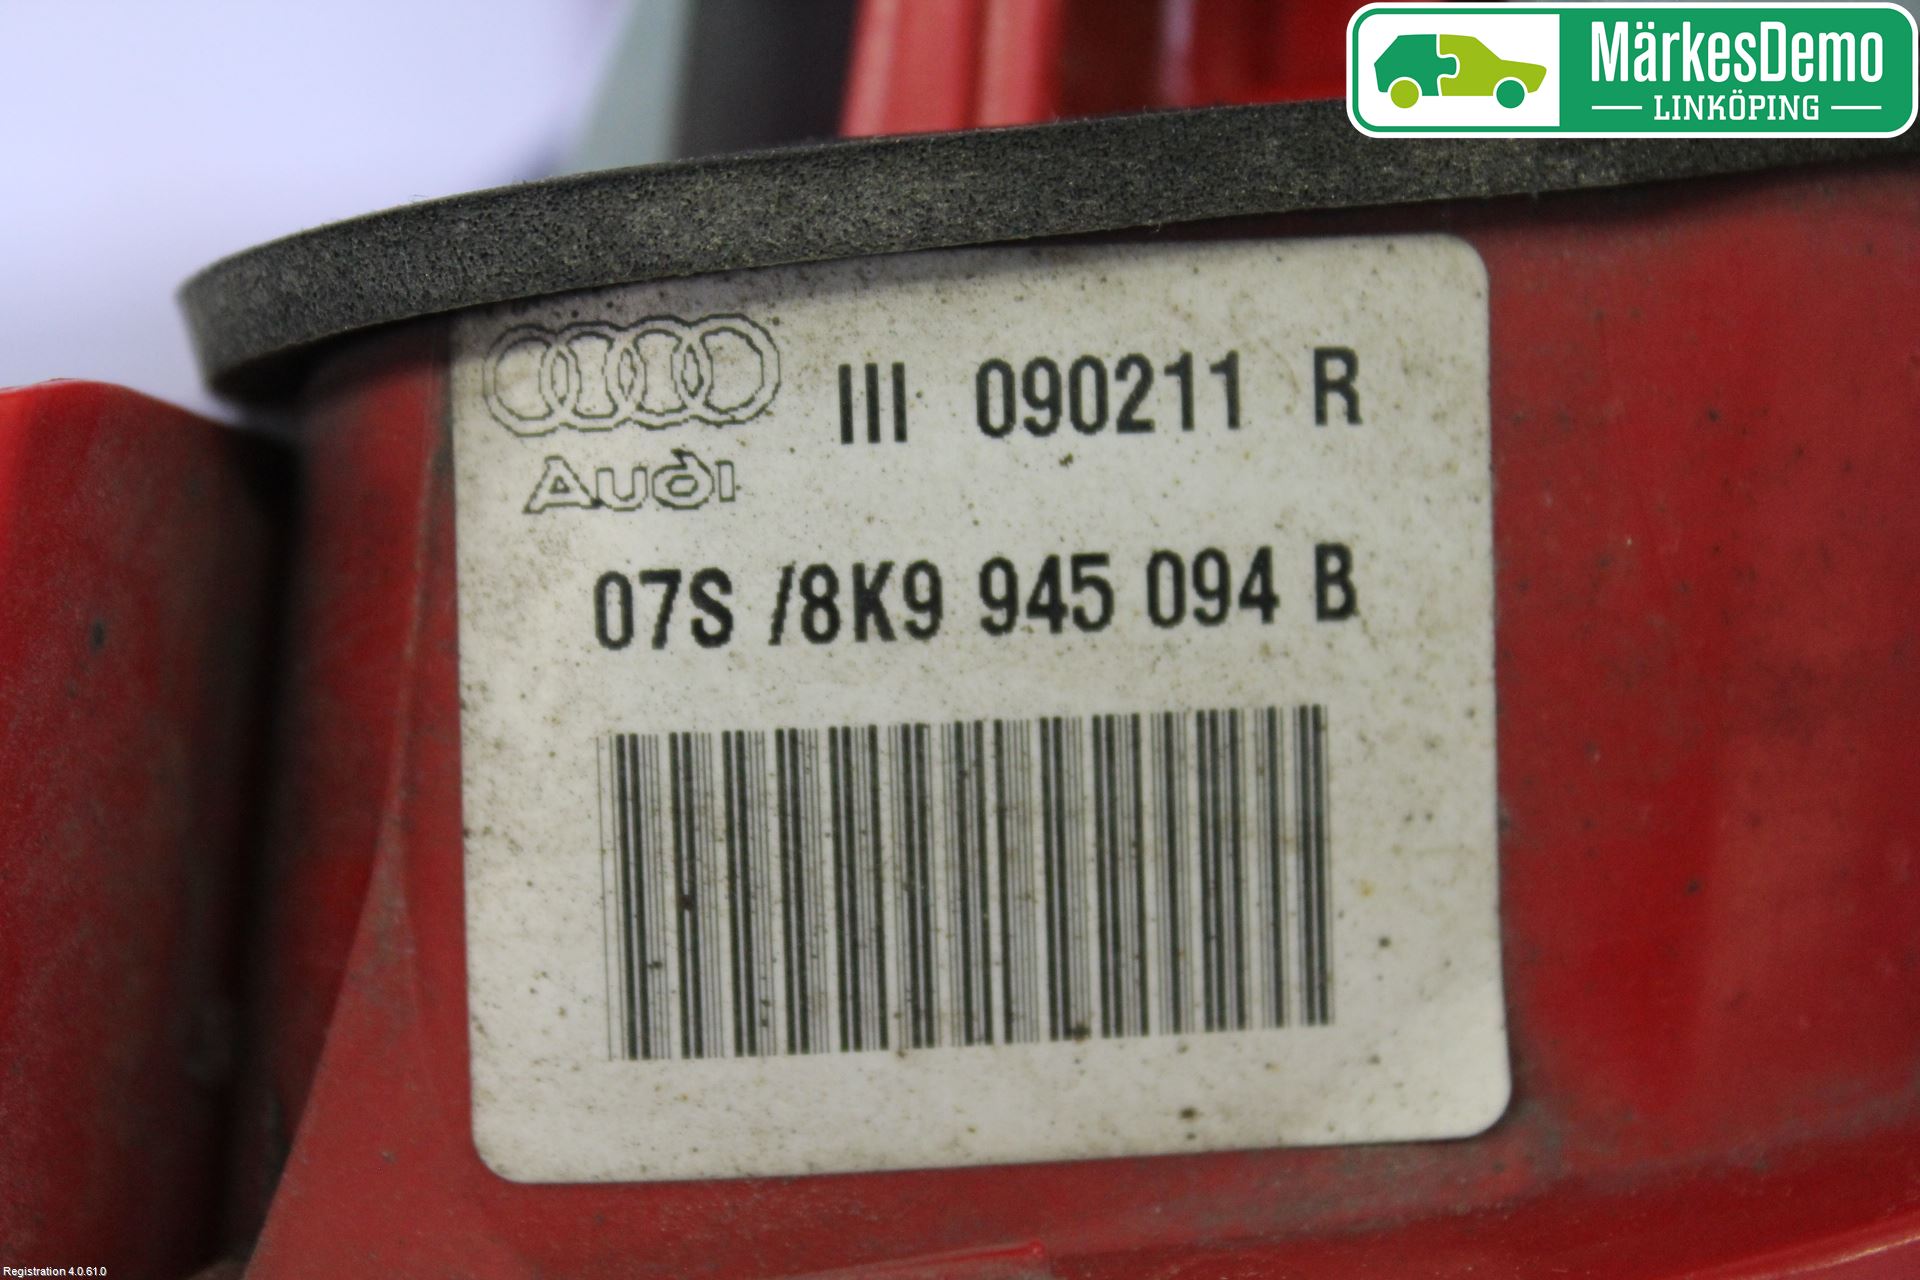 MärkesDemo
LINKÖPING
III 090211 R
Audi
07S /8K9 945 094 B
Registration 4.0.61.0